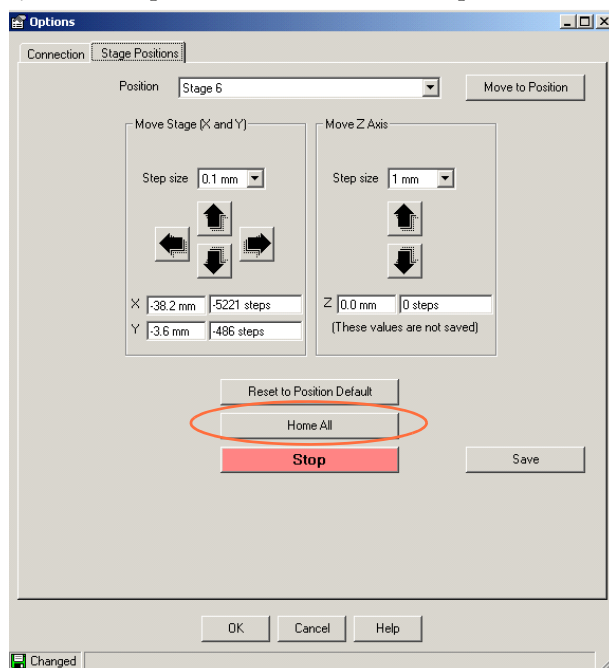 Options
Connection Stage Positions
Position Stage 6 Move to Position
Move Stage (X and Y) Move Z Axis
Step size 0.1 mm Step size 1 mm
X -38.2 mm -5221 steps Z 0.0 mm 0 steps
Y -3.6 mm -486 steps (These values are not saved)
Reset to Position Default
Home All
Stop Save
OK Cancel Help
Changed